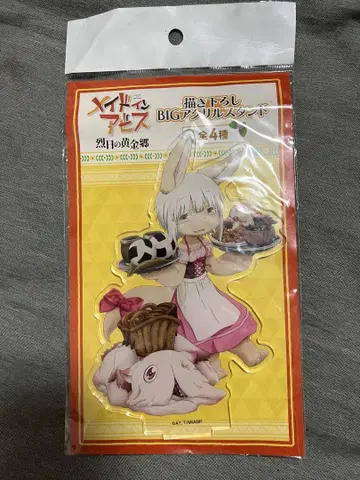 メイドイン
アビス
烈日の黄金郷
描き下ろし
BIGアクリルスタンド
全4種